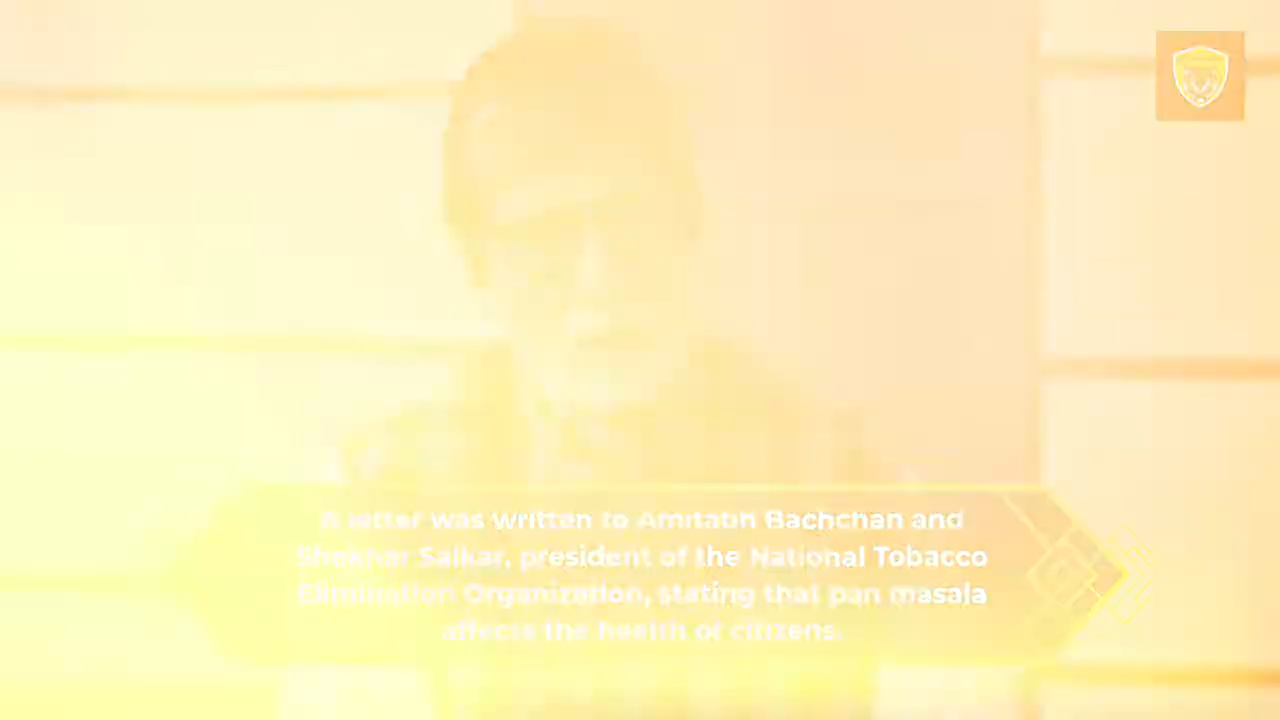 A letter was written to Amitabh Bachchan and
Shekhar Salkar, president of the National Tobacco
Elimination Organization, stating that pan masala
affects the health of citizens.